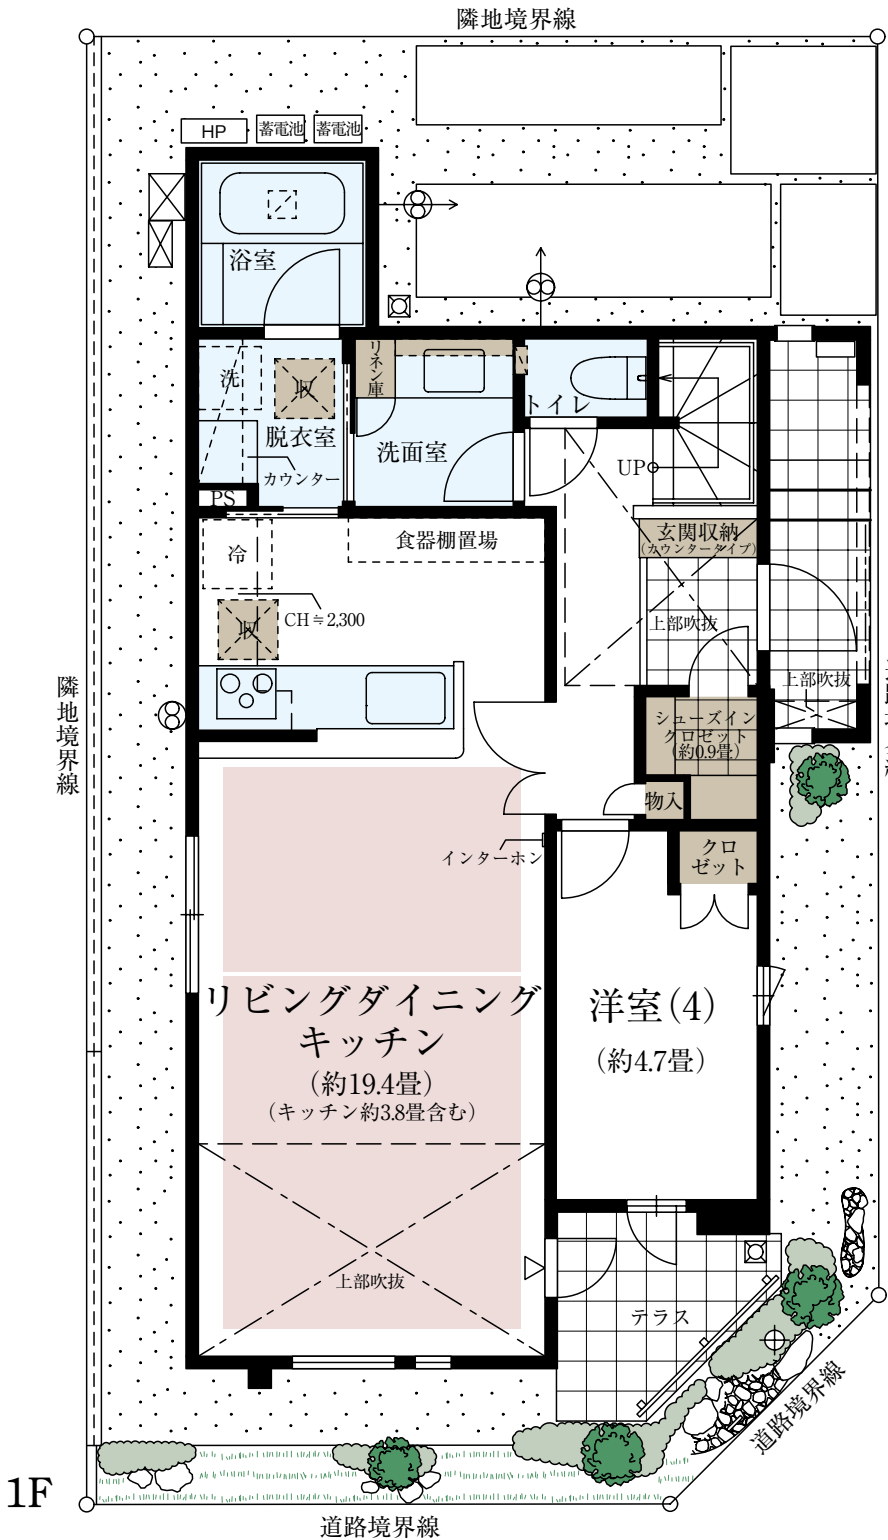 隣地境界線
HP
蓄電池
蓄電池
浴室
洗
収
リネン庫
トイレ
脱衣室
洗面室
カウンター
UP
PS
冷
食器棚置場
玄関収納
(カウンタータイプ)
CH≒2,300
収
上部吹抜
上部吹抜
隣地境界線
シューズイン
クロゼット
(約0.9畳)
物入
クロ
ゼット
インターホン
リビングダイニング
キッチン
(約19.4畳)
(キッチン約3.8畳含む)
洋室(4)
(約4.7畳)
上部吹抜
テラス
道路境界線
1F
道路境界線